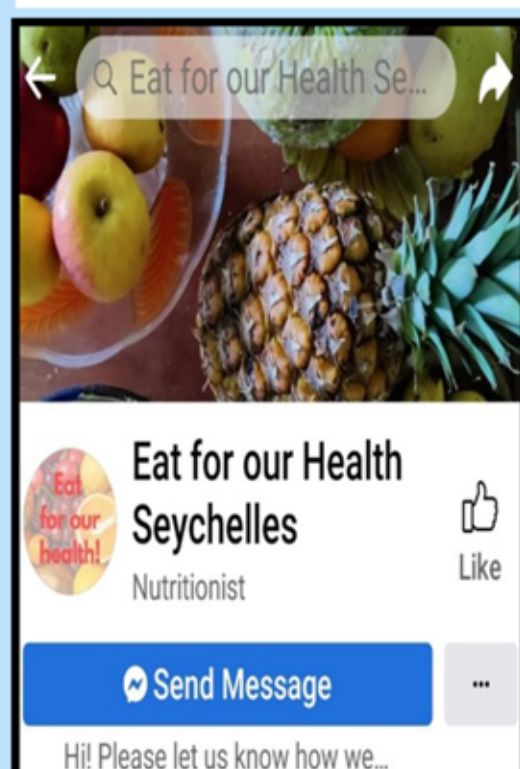 Eat for our Health Se...
Eat for our Health
Seychelles
Eat
for our
health!
Nutritionist
Like
Send Message
...
Hi! Please let us know how we...